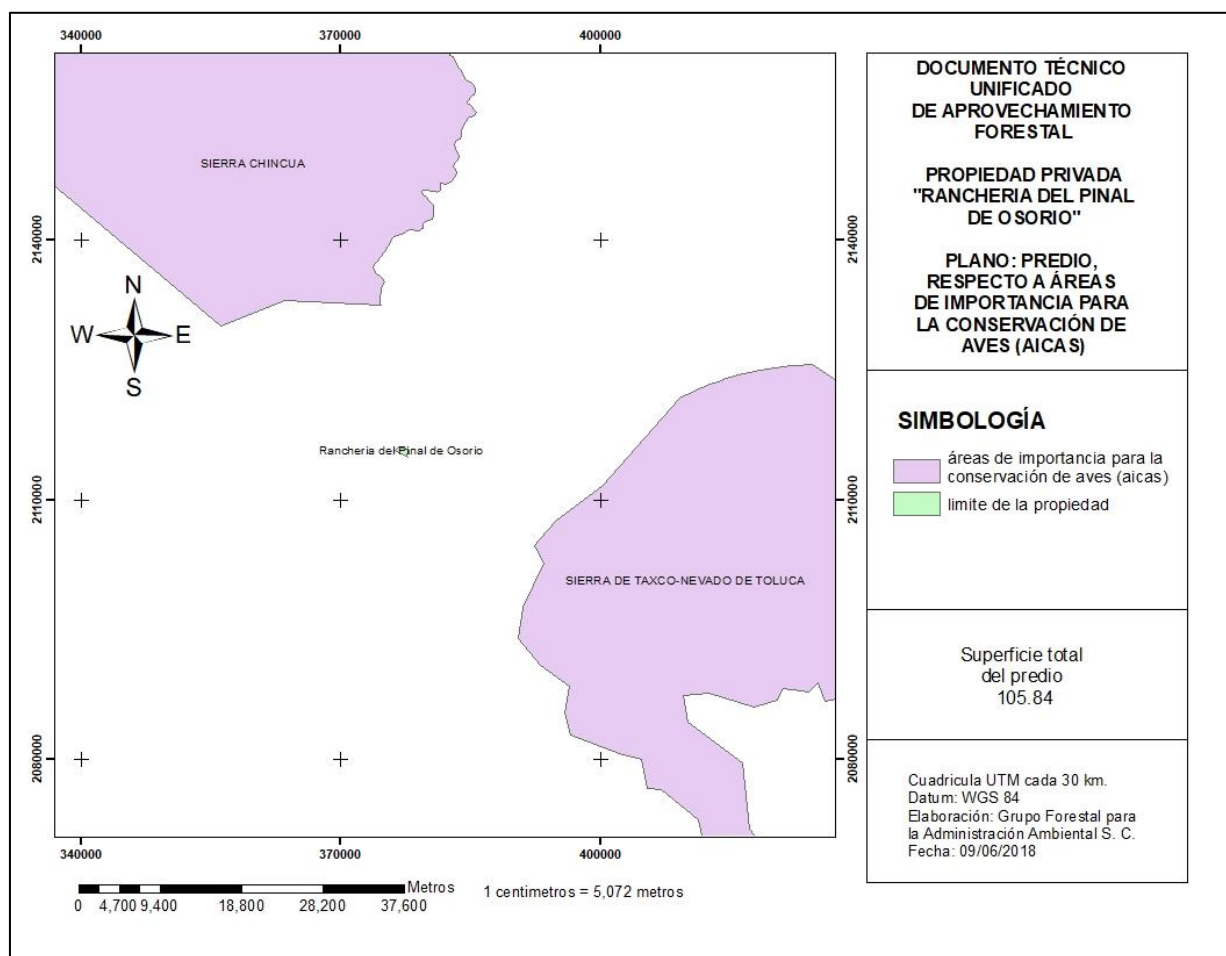 340000 370000 400000
SIERRA CHINCUA
2140000 2140000
N
W E
S
Rancheria del Pinal de Osorio
2110000 2110000
SIERRA DE TAXCO-NEVADO DE TOLUCA
2080000 2080000
340000 370000 400000
Metros
0 4,700 9,400 18,800 28,200 37,600
1 centimetros = 5,072 metros
DOCUMENTO TÉCNICO
UNIFICADO
DE APROVECHAMIENTO
FORESTAL
PROPIEDAD PRIVADA
"RANCHERIA DEL PINAL
DE OSORIO"
PLANO: PREDIO,
RESPECTO A ÁREAS
DE IMPORTANCIA PARA
LA CONSERVACIÓN DE
AVES (AICAS)
SIMBOLOGÍA
áreas de importancia para la
conservación de aves (aicas)
limite de la propiedad
Superficie total
del predio
105.84
Cuadricula UTM cada 30 km.
Datum: WGS 84
Elaboración: Grupo Forestal para
la Administración Ambiental S. C.
Fecha: 09/06/2018